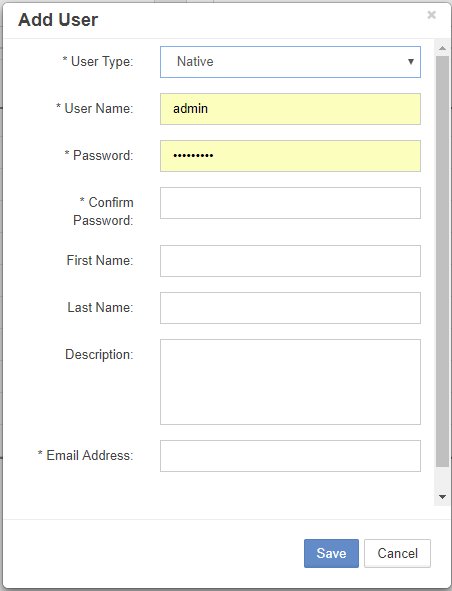 Add User ×
* User Type: Native
* User Name: admin
* Password: •••••••••
* Confirm
Password:
First Name:
Last Name:
Description:
* Email Address:
Save Cancel